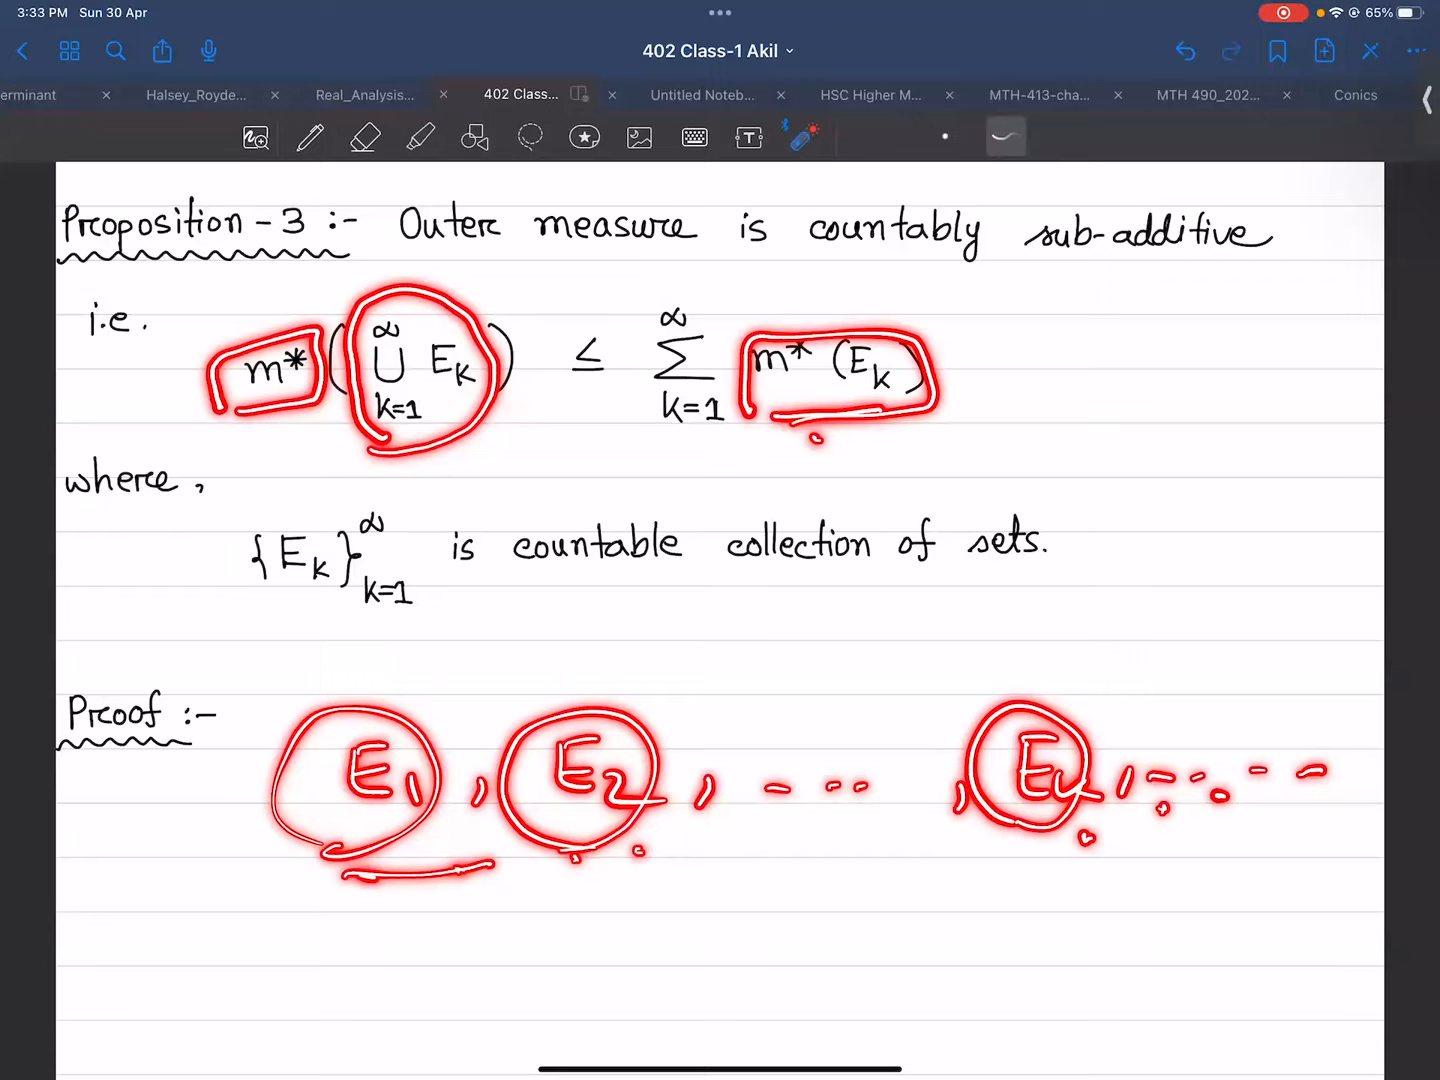 3:33 PM Sun 30 Apr
65%
402 Class-1 Akil
erminant
Halsey_Royde...
Real_Analysis...
402 Class...
Untitled Noteb...
HSC Higher M...
MTH-413-cha...
MTH 490_202...
Conics
Proposition - 3 :- Outer measure is countably sub-additive
i.e. m* ( ∞ ⋃ k=1 E_k ) ≤ ∞ ∑ k=1 m* (E_k)
where,
{E_k}^∞_{k=1} is countable collection of sets.
Proof :- E_1, E_2, - - - -, E_k, - - - - -